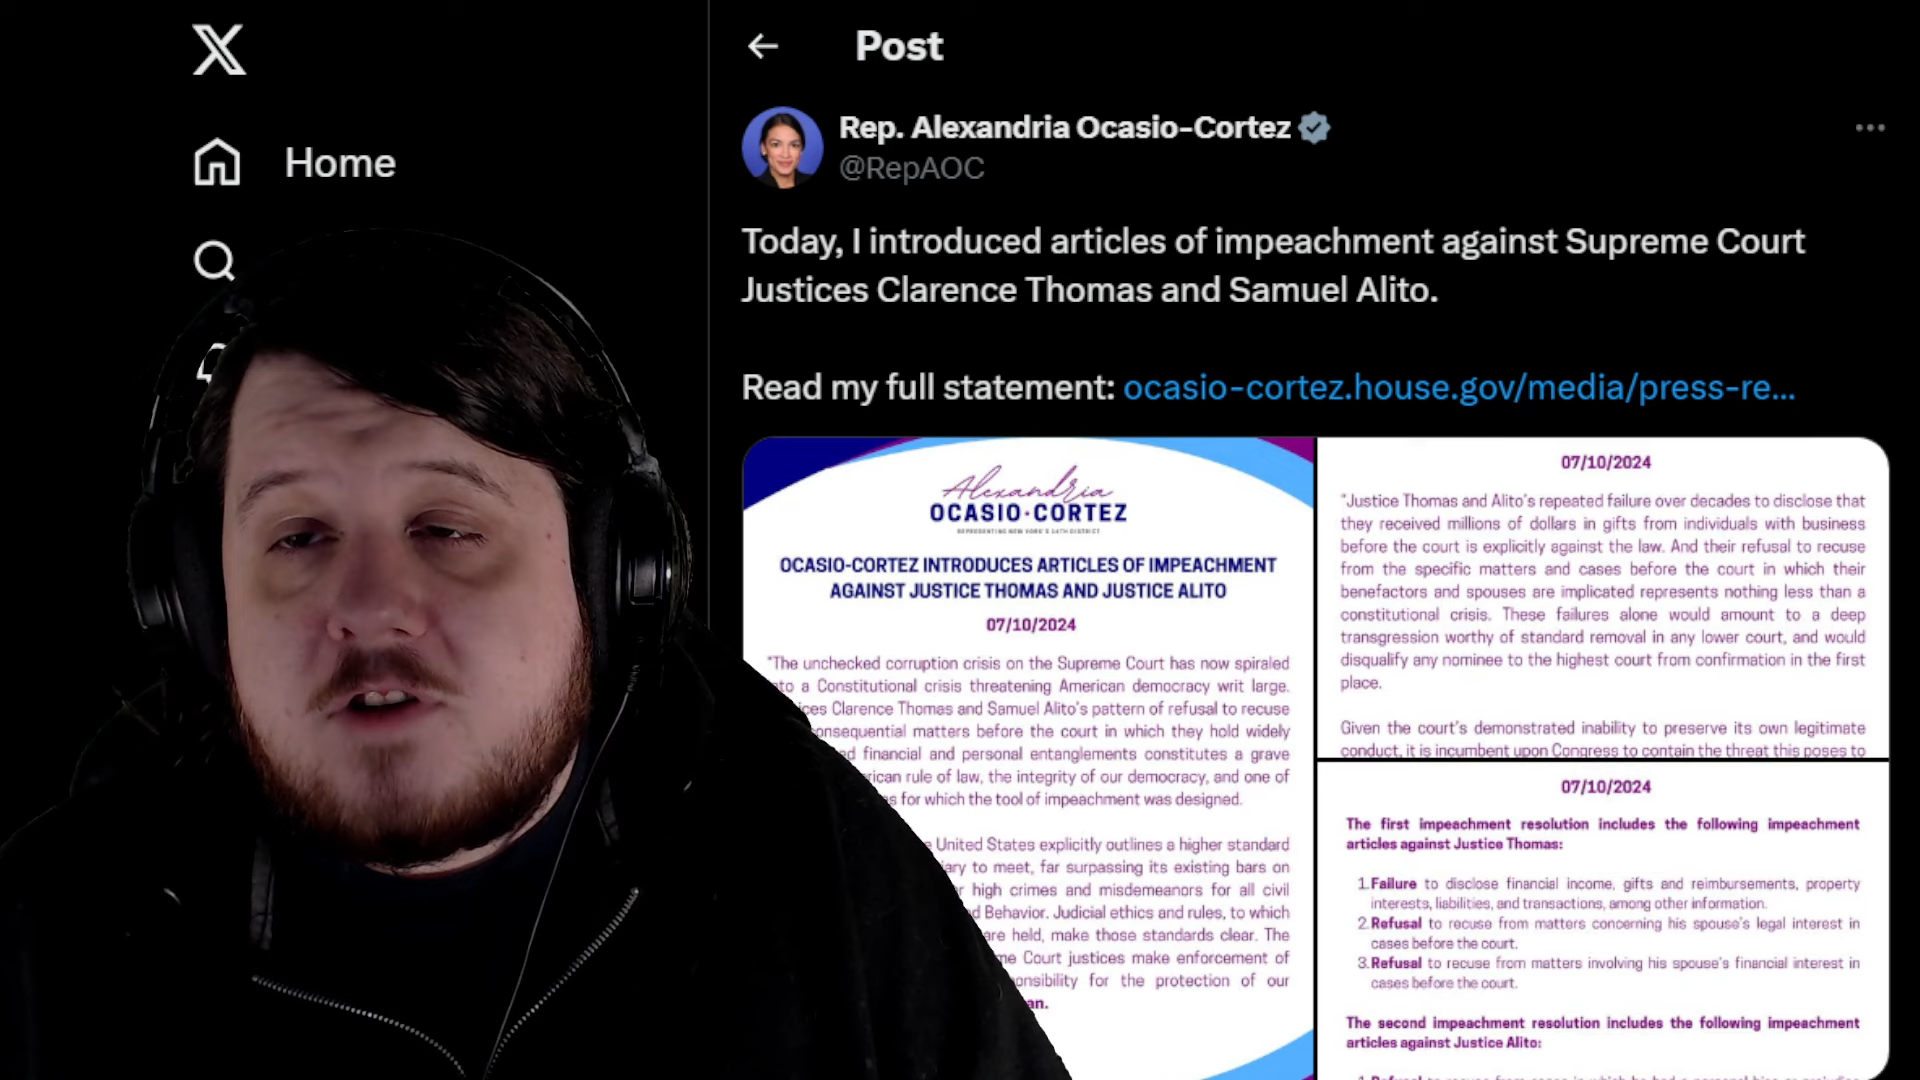 Home
Post
Rep. Alexandria Ocasio-Cortez
@RepAOC
Today, I introduced articles of impeachment against Supreme Court
Justices Clarence Thomas and Samuel Alito.
Read my full statement: ocasio-cortez.house.gov/media/press-re...
Alexandria
OCASIO·CORTEZ
REPRESENTING NEW YORK'S 14TH DISTRICT
OCASIO-CORTEZ INTRODUCES ARTICLES OF IMPEACHMENT
AGAINST JUSTICE THOMAS AND JUSTICE ALITO
07/10/2024
"The unchecked corruption crisis on the Supreme Court has now spiraled
a Constitutional crisis threatening American democracy writ large.
Clarence Thomas and Samuel Alito's pattern of refusal to recuse
consequential matters before the court in which they hold widely
financial and personal entanglements constitutes a grave
rule of law, the integrity of our democracy, and one of
for which the tool of impeachment was designed.
United States explicitly outlines a higher standard
to meet, far surpassing its existing bars on
high crimes and misdemeanors for all civil
Behavior. Judicial ethics and rules, to which
are held, make those standards clear. The
Court justices make enforcement of
for the protection of our
07/10/2024
"Justice Thomas and Alito's repeated failure over decades to disclose that
they received millions of dollars in gifts from individuals with business
before the court is explicitly against the law. And their refusal to recuse
from the specific matters and cases before the court in which their
benefactors and spouses are implicated represents nothing less than a
constitutional crisis. These failures alone would amount to a deep
transgression worthy of standard removal in any lower court, and would
disqualify any nominee to the highest court from confirmation in the first
place.
Given the court's demonstrated inability to preserve its own legitimate
conduct, it is incumbent upon Congress to contain the threat this poses to
07/10/2024
The first impeachment resolution includes the following impeachment
articles against Justice Thomas:
1. Failure to disclose financial income, gifts and reimbursements, property
interests, liabilities, and transactions, among other information.
2. Refusal to recuse from matters concerning his spouse's legal interest in
cases before the court.
3. Refusal to recuse from matters involving his spouse's financial interest in
cases before the court.
The second impeachment resolution includes the following impeachment
articles against Justice Alito: